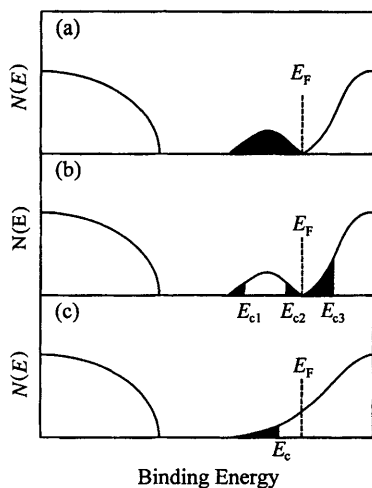 (a)
E_F
N(E)
(b)
E_F
N(E)
E_c1 E_c2 E_c3
(c)
E_F
N(E)
E_c
Binding Energy